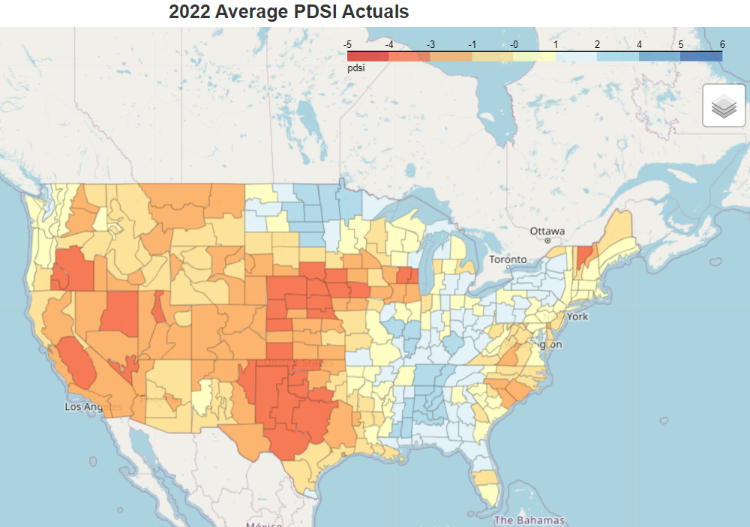 2022 Average PDSI Actuals
-5 -4 -3 -1 -0 1 2 4 5 6
pdsi
Ottawa
Toronto
York
Los Ang
México
The Bahamas